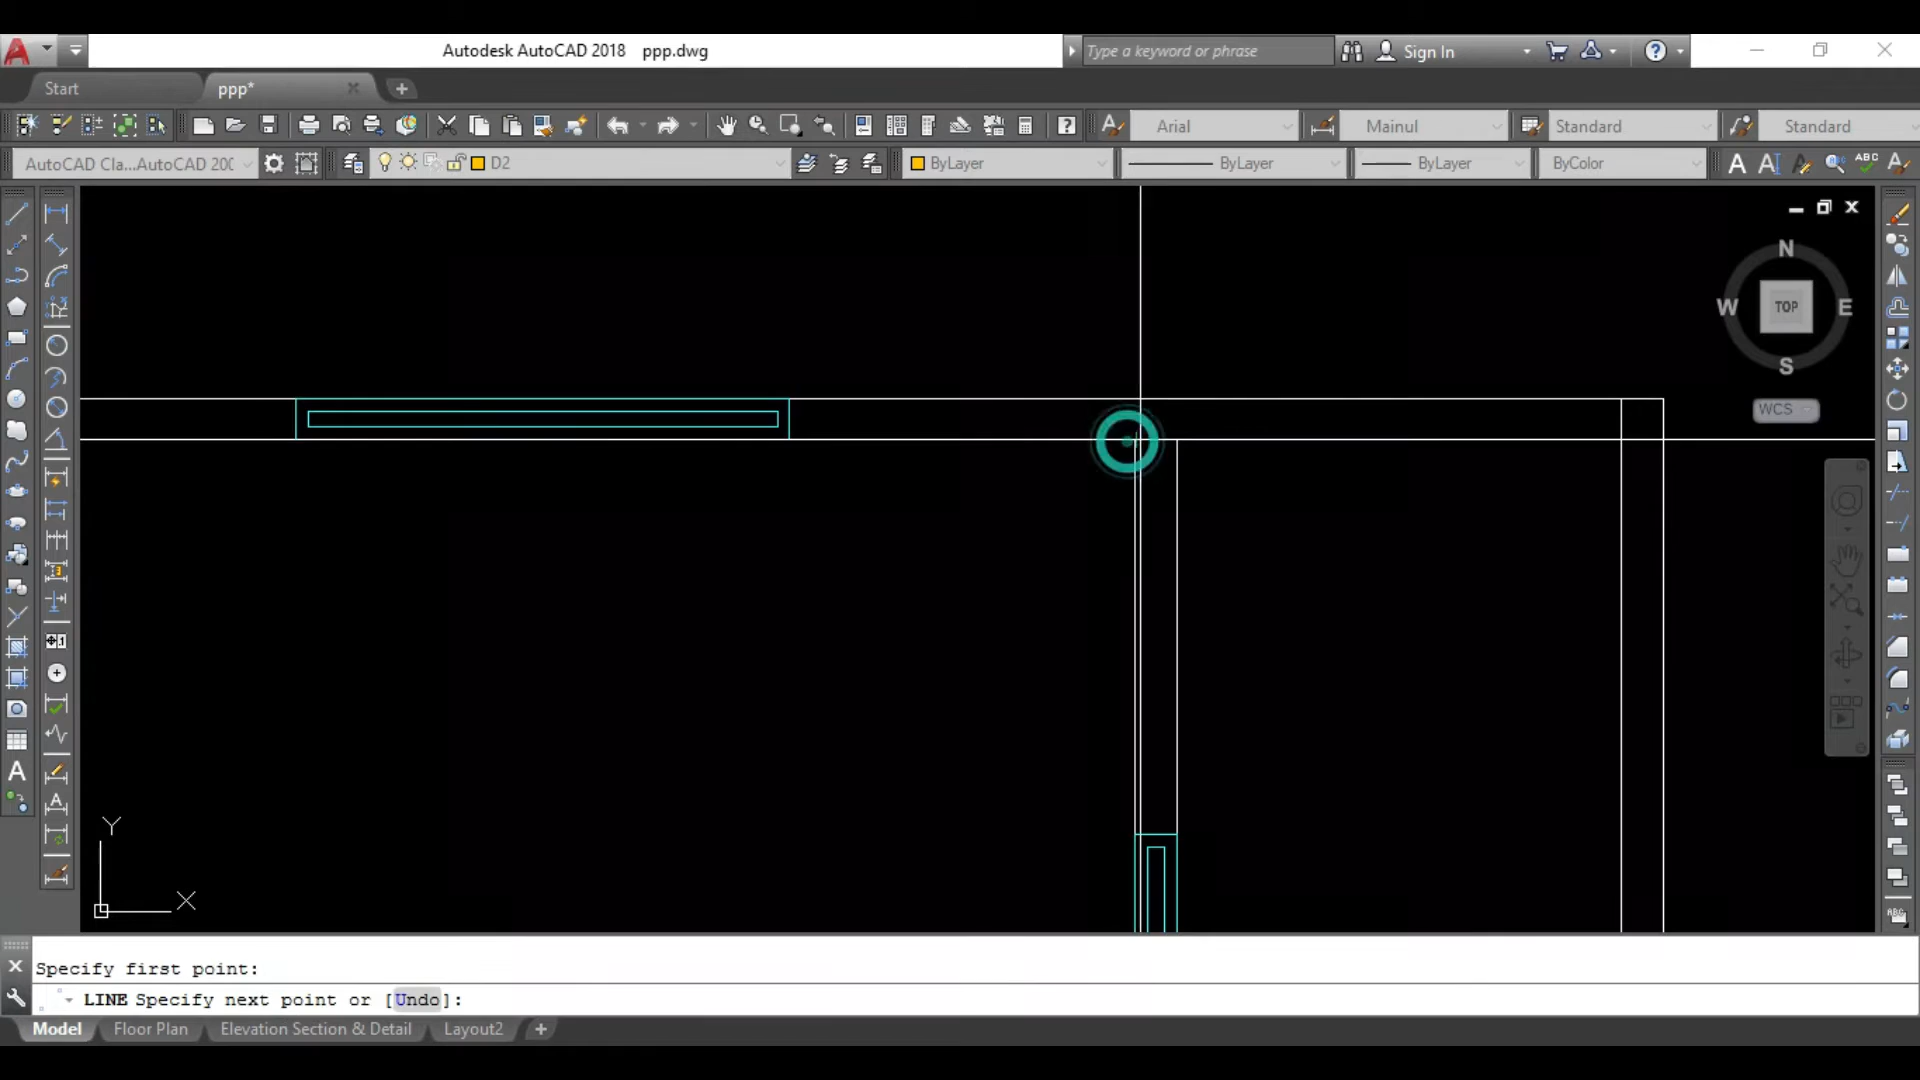 Autodesk AutoCAD 2018 ppp.dwg
Type a keyword or phrase
Sign In
Start
ppp*
Arial
Mainul
Standard
Standard
AutoCAD Cla...AutoCAD 200
D2
ByLayer
ByLayer
ByLayer
ByColor
N
W
TOP
E
S
WCS
Y
X
Specify first point:
LINE Specify next point or [Undo]:
Model
Floor Plan
Elevation Section & Detail
Layout2